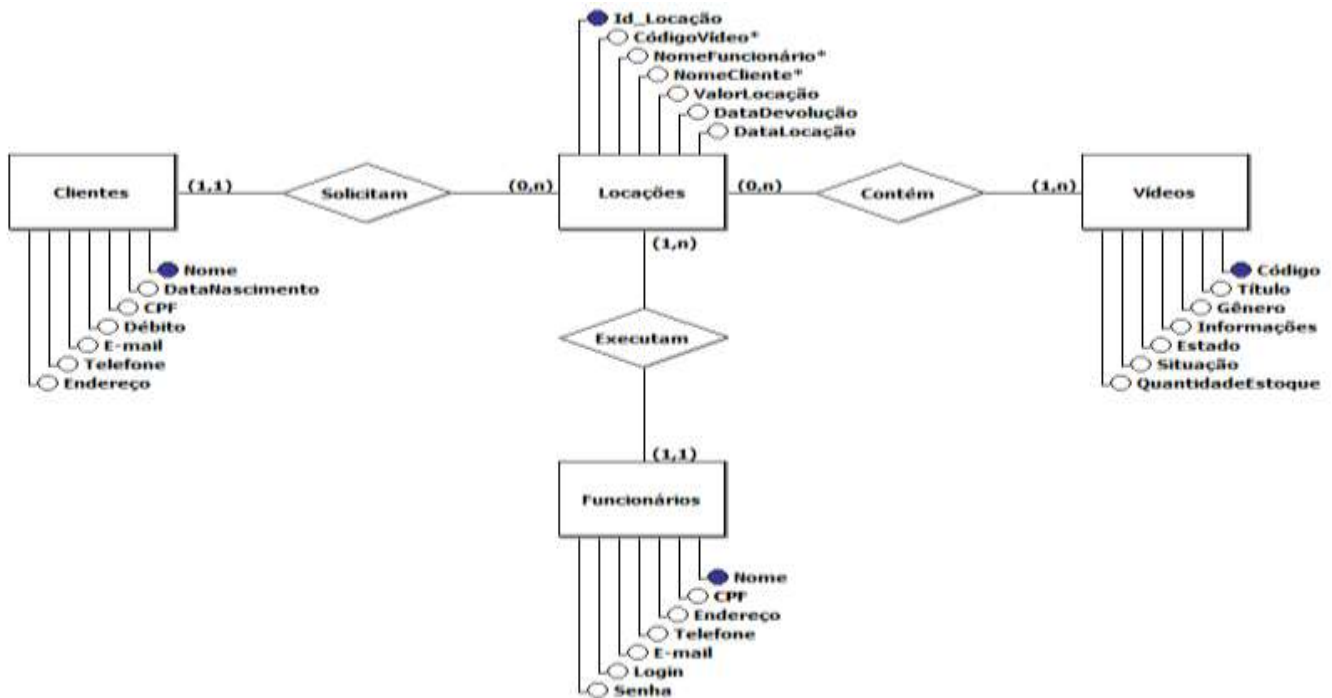 Id_Locação
CódigoVídeo*
NomeFuncionário*
NomeCliente*
ValorLocação
DataDevolução
DataLocação
Clientes
(1,1)
Solicitam
(0,n)
Locações
(0,n)
Contém
(1,n)
Vídeos
(1,n)
Nome
DataNascimento
CPF
Débito
E-mail
Telefone
Endereço
Código
Título
Gênero
Informações
Estado
Situação
QuantidadeEstoque
Executam
(1,1)
Funcionários
Nome
CPF
Endereço
Telefone
E-mail
Login
Senha